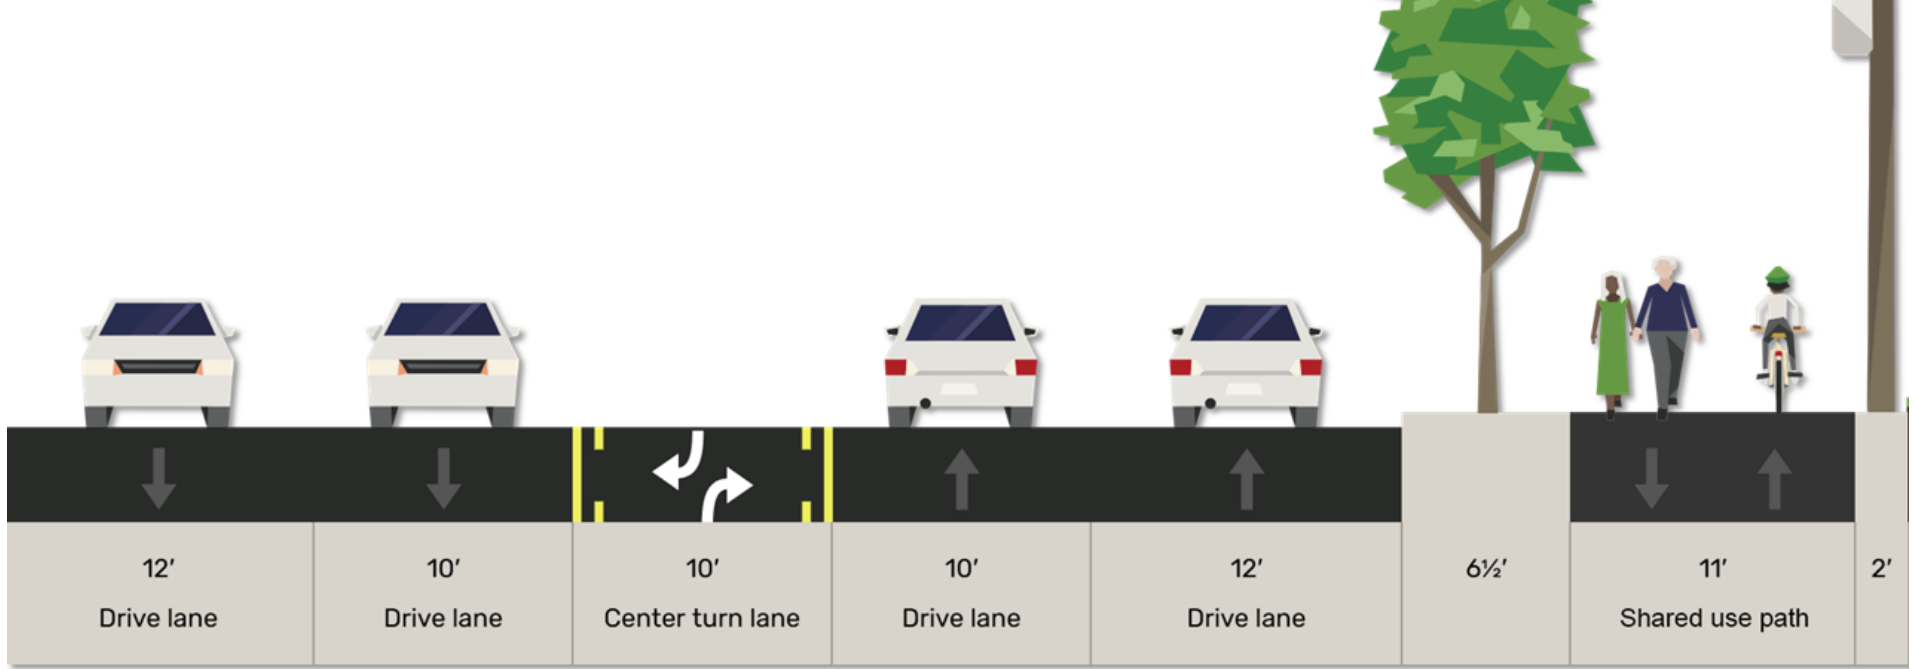 12′ 10′ 10′ 10′ 12′ 6½′ 11′ 2′
Drive lane Drive lane Center turn lane Drive lane Drive lane Shared use path